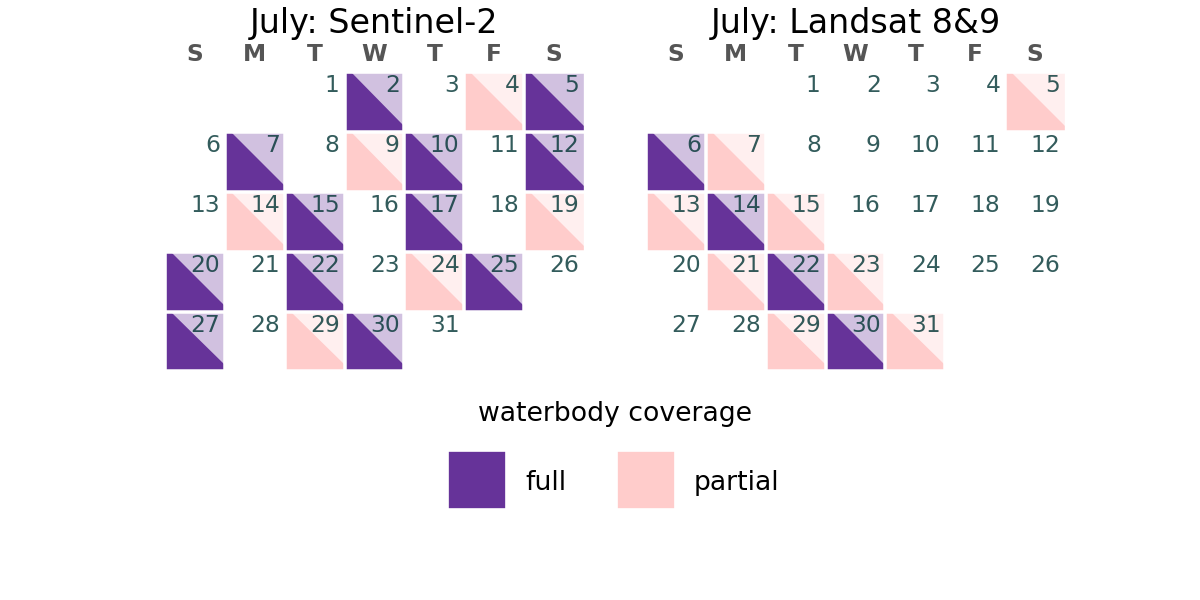 July: Sentinel-2
S M T W T F S
1 2 3 4 5
6 7 8 9 10 11 12
13 14 15 16 17 18 19
20 21 22 23 24 25 26
27 28 29 30 31
July: Landsat 8&9
S M T W T F S
1 2 3 4 5
6 7 8 9 10 11 12
13 14 15 16 17 18 19
20 21 22 23 24 25 26
27 28 29 30 31
waterbody coverage
full partial